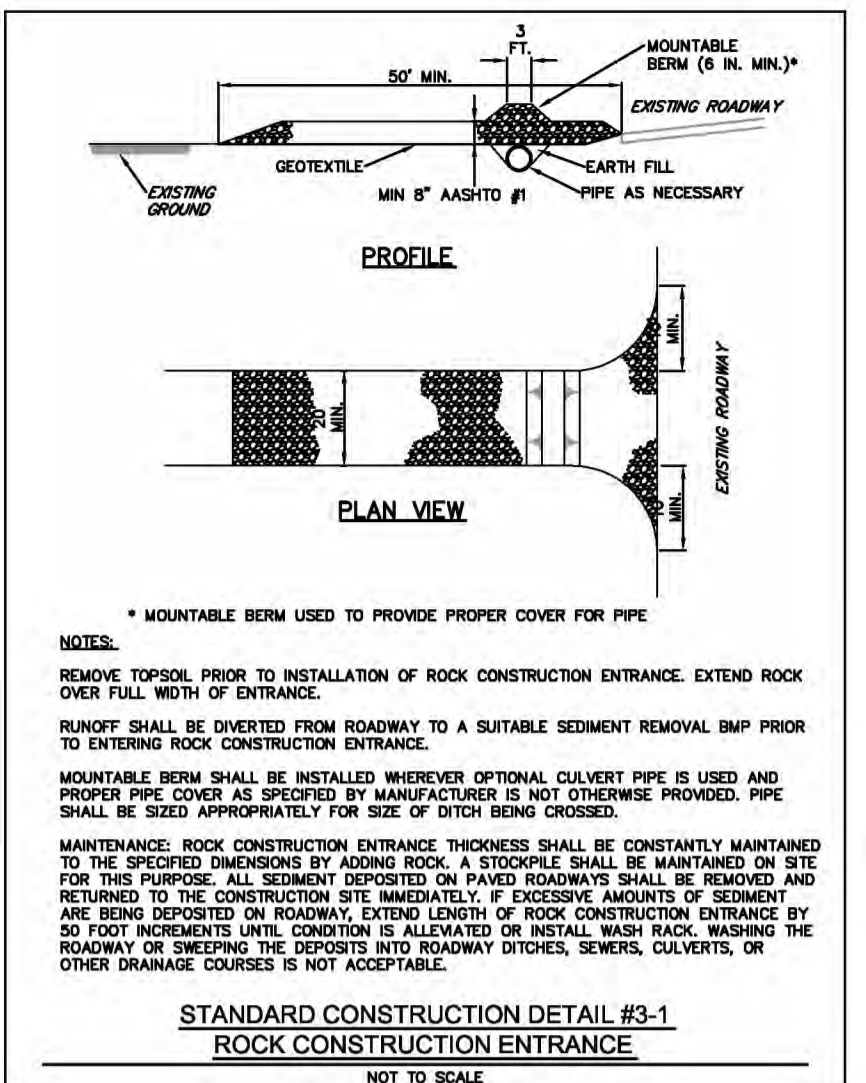 3
FT.
MOUNTABLE
BERM (6 IN. MIN.)*
50' MIN.
EXISTING ROADWAY
GEOTEXTILE
EARTH FILL
MIN 8" AASHTO #1
PIPE AS NECESSARY
EXISTING
GROUND
PROFILE
MIN.
20'
MIN.
EXISTING ROADWAY
10'
MIN.
PLAN VIEW
* MOUNTABLE BERM USED TO PROVIDE PROPER COVER FOR PIPE
NOTES:
REMOVE TOPSOIL PRIOR TO INSTALLATION OF ROCK CONSTRUCTION ENTRANCE. EXTEND ROCK
OVER FULL WIDTH OF ENTRANCE.
RUNOFF SHALL BE DIVERTED FROM ROADWAY TO A SUITABLE SEDIMENT REMOVAL BMP PRIOR
TO ENTERING ROCK CONSTRUCTION ENTRANCE.
MOUNTABLE BERM SHALL BE INSTALLED WHEREVER OPTIONAL CULVERT PIPE IS USED AND
PROPER PIPE COVER AS SPECIFIED BY MANUFACTURER IS NOT OTHERWISE PROVIDED. PIPE
SHALL BE SIZED APPROPRIATELY FOR SIZE OF DITCH BEING CROSSED.
MAINTENANCE: ROCK CONSTRUCTION ENTRANCE THICKNESS SHALL BE CONSTANTLY MAINTAINED
TO THE SPECIFIED DIMENSIONS BY ADDING ROCK. A STOCKPILE SHALL BE MAINTAINED ON SITE
FOR THIS PURPOSE. ALL SEDIMENT DEPOSITED ON PAVED ROADWAYS SHALL BE REMOVED AND
RETURNED TO THE CONSTRUCTION SITE IMMEDIATELY. IF EXCESSIVE AMOUNTS OF SEDIMENT
ARE BEING DEPOSITED ON ROADWAY, EXTEND LENGTH OF ROCK CONSTRUCTION ENTRANCE BY
50 FOOT INCREMENTS UNTIL CONDITION IS ALLEVIATED OR INSTALL WASH RACK. WASHING THE
ROADWAY OR SWEEPING THE DEPOSITS INTO ROADWAY DITCHES, SEWERS, CULVERTS, OR
OTHER DRAINAGE COURSES IS NOT ACCEPTABLE.
STANDARD CONSTRUCTION DETAIL #3-1
ROCK CONSTRUCTION ENTRANCE
NOT TO SCALE